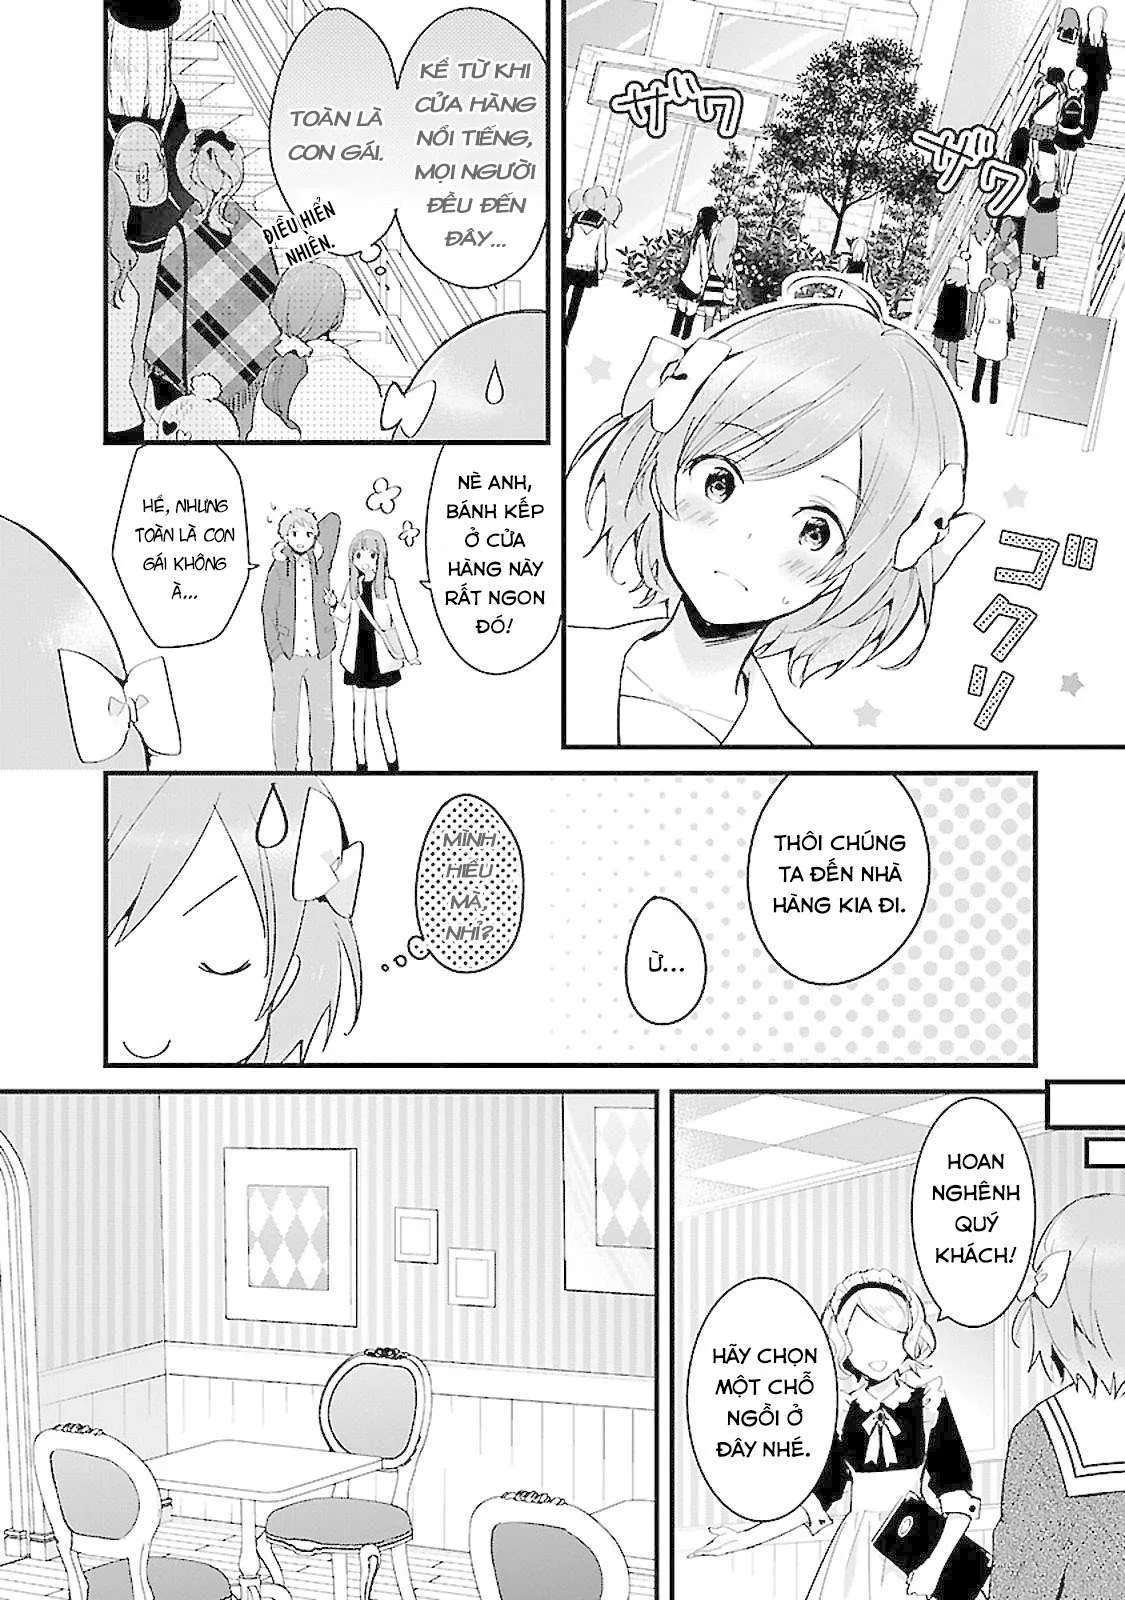 ザワ
ザワ
ゴクリ
KỂ TỪ KHI
CỬA HÀNG
NỔI TIẾNG,
MỌI NGƯỜI
ĐỀU ĐẾN
ĐÂY...
TOÀN LÀ
CON GÁI.
ĐIỀU HIỂN
NHIÊN.
NÈ ANH,
BÁNH KẾP
Ở CỬA
HÀNG NÀY
RẤT NGON
ĐÓ!
HỂ, NHƯNG
TOÀN LÀ CON
GÁI KHÔNG
À...
THÔI CHÚNG
TA ĐẾN NHÀ
HÀNG KIA ĐI.
Ừ...
MÌNH
HIỂU
MÀ,
NHỈ?
HOAN
NGHÊNH
QUÝ
KHÁCH!
HÃY CHỌN
MỘT CHỖ
NGỒI Ở
ĐÂY NHÉ.